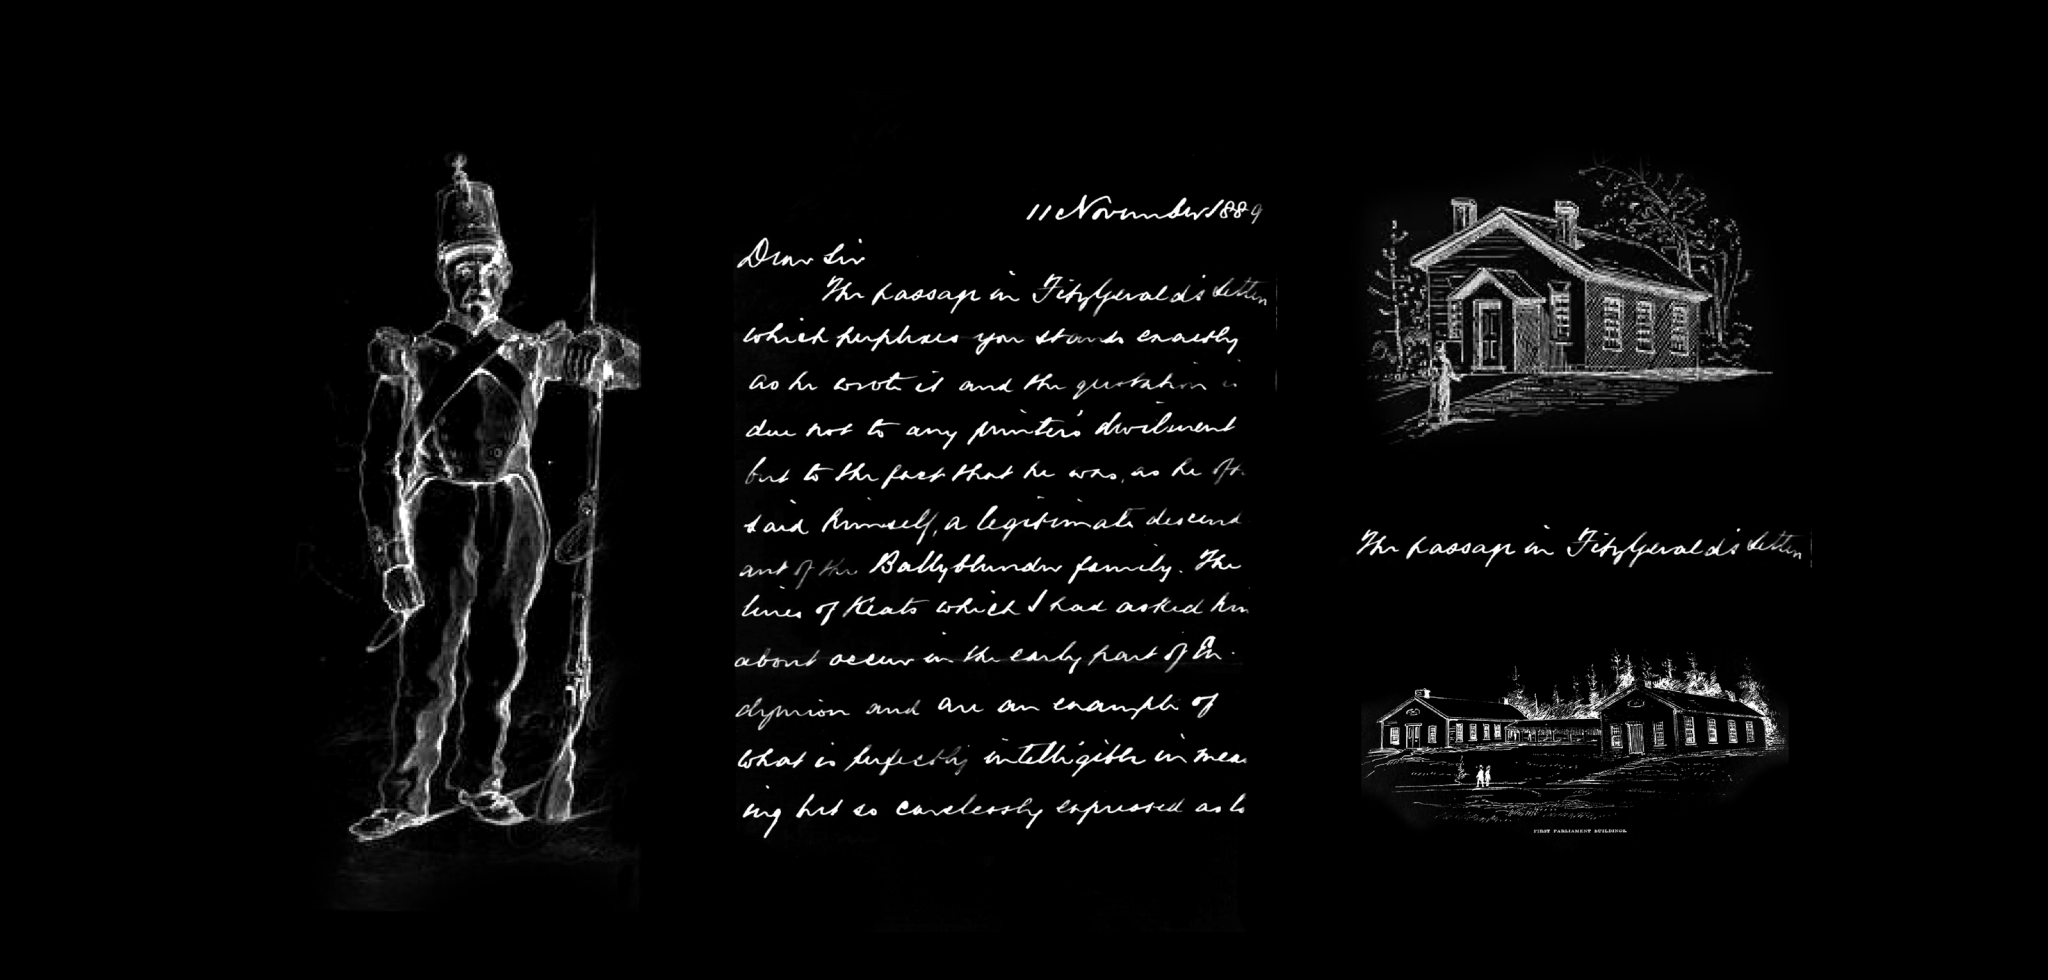 11 November 1889
Dear Sir
The passage in FitzGerald's letter
which perplexes you stands exactly
as he wrote it and the quotation is
due not to any printer's devilment
but to the fact that he was, as he oft
said himself, a legitimate descend
ant of the Ballyblunder family. The
lines of Keats which I had asked him
about occur in the early part of En-
dymion and are an example of
what is perfectly intelligible in mean
ing but so carelessly expressed as to
The passage in FitzGerald's letter
FIRST PARLIAMENT BUILDINGS.